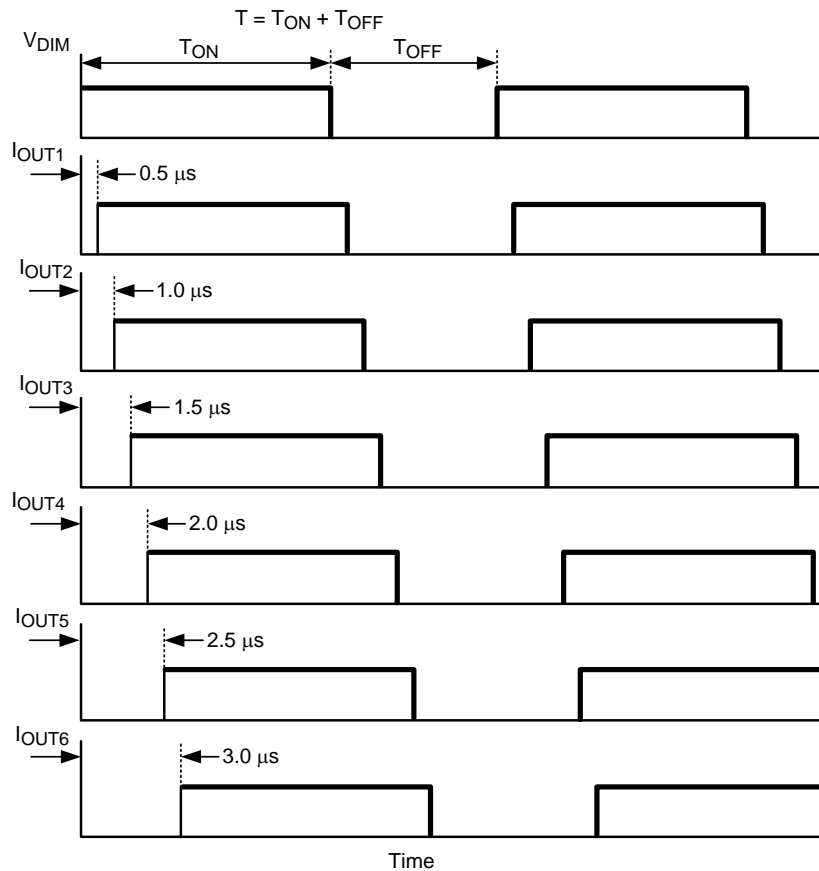 T = TON + TOFF
VDIM
TON
TOFF
IOUT1
0.5 μs
IOUT2
1.0 μs
IOUT3
1.5 μs
IOUT4
2.0 μs
IOUT5
2.5 μs
IOUT6
3.0 μs
Time